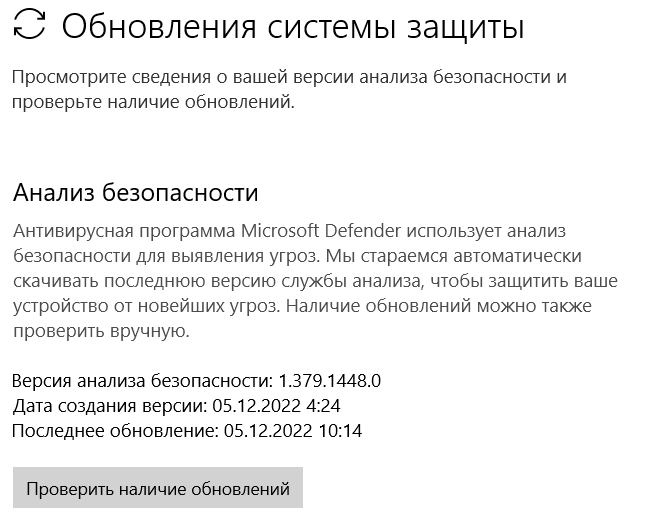 Обновления системы защиты
Просмотрите сведения о вашей версии анализа безопасности и
проверьте наличие обновлений.
Анализ безопасности
Антивирусная программа Microsoft Defender использует анализ
безопасности для выявления угроз. Мы стараемся автоматически
скачивать последнюю версию службы анализа, чтобы защитить ваше
устройство от новейших угроз. Наличие обновлений можно также
проверить вручную.
Версия анализа безопасности: 1.379.1448.0
Дата создания версии: 05.12.2022 4:24
Последнее обновление: 05.12.2022 10:14
Проверить наличие обновлений